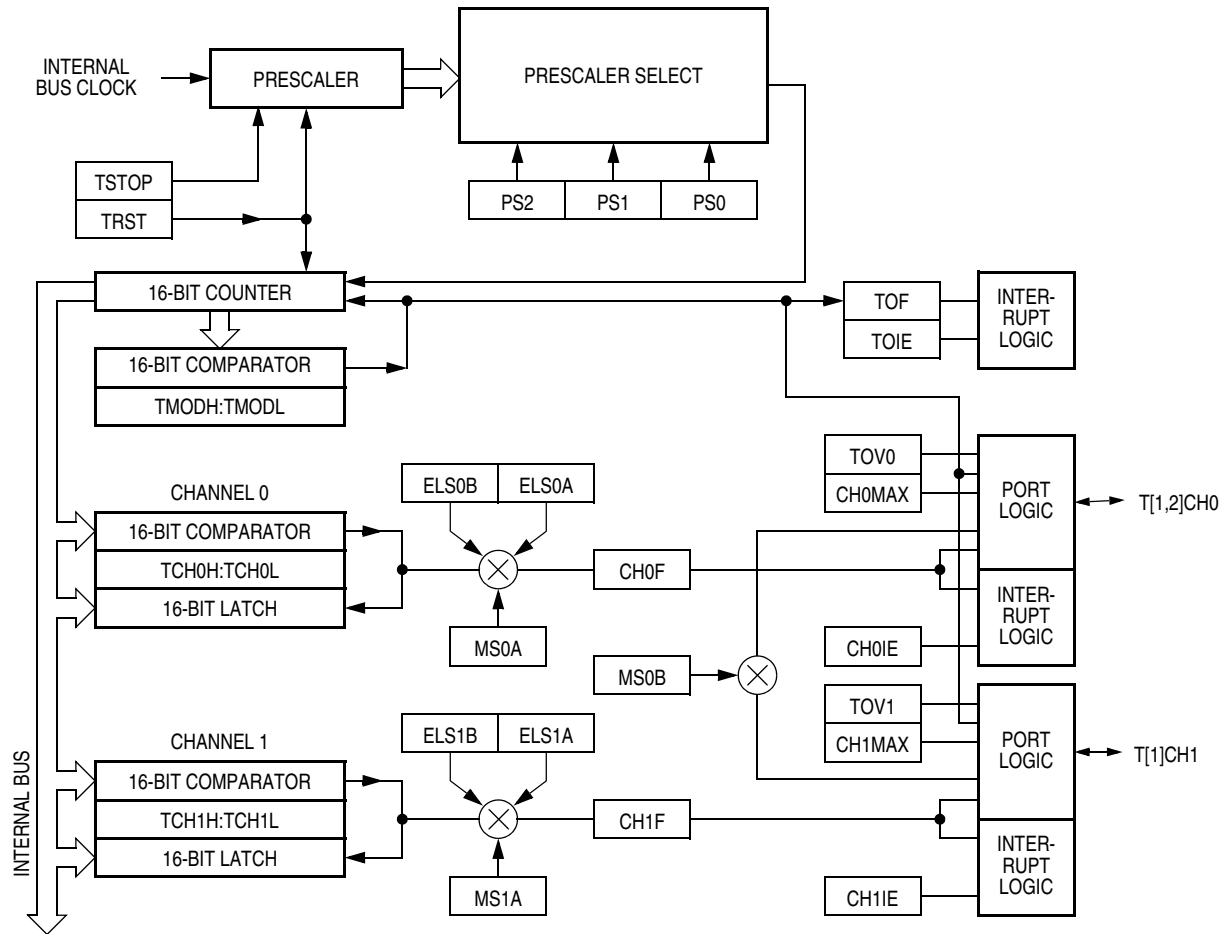 INTERNAL
BUS CLOCK
PRESCALER
PRESCALER SELECT
TSTOP
TRST
PS2
PS1
PS0
16-BIT COUNTER
16-BIT COMPARATOR
TMODH:TMODL
TOF
TOIE
INTER-
RUPT
LOGIC
CHANNEL 0
16-BIT COMPARATOR
TCH0H:TCH0L
16-BIT LATCH
ELS0B
ELS0A
MS0A
CH0F
MS0B
TOV0
CH0MAX
PORT
LOGIC
T[1,2]CH0
INTER-
RUPT
LOGIC
CH0IE
CHANNEL 1
16-BIT COMPARATOR
TCH1H:TCH1L
16-BIT LATCH
ELS1B
ELS1A
MS1A
CH1F
TOV1
CH1MAX
PORT
LOGIC
T[1]CH1
INTER-
RUPT
LOGIC
CH1IE
INTERNAL BUS